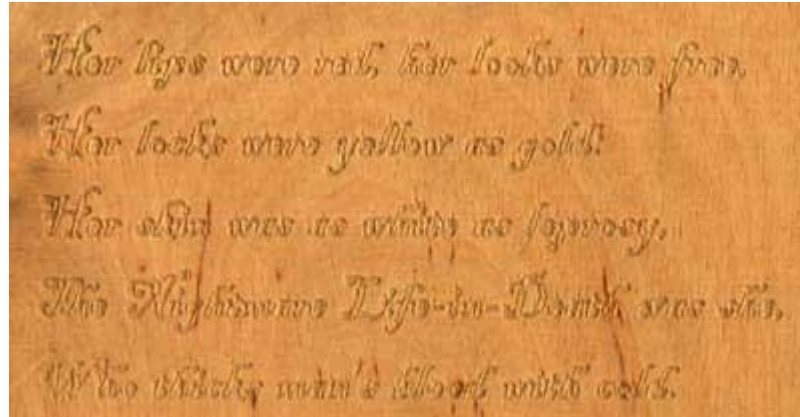 Her lips were red, her looks were free,
Her locks were yellow as gold:
Her skin was as white as leprosy,
The Nightmare Life-in-Death was she,
Who thicks man's blood with cold.